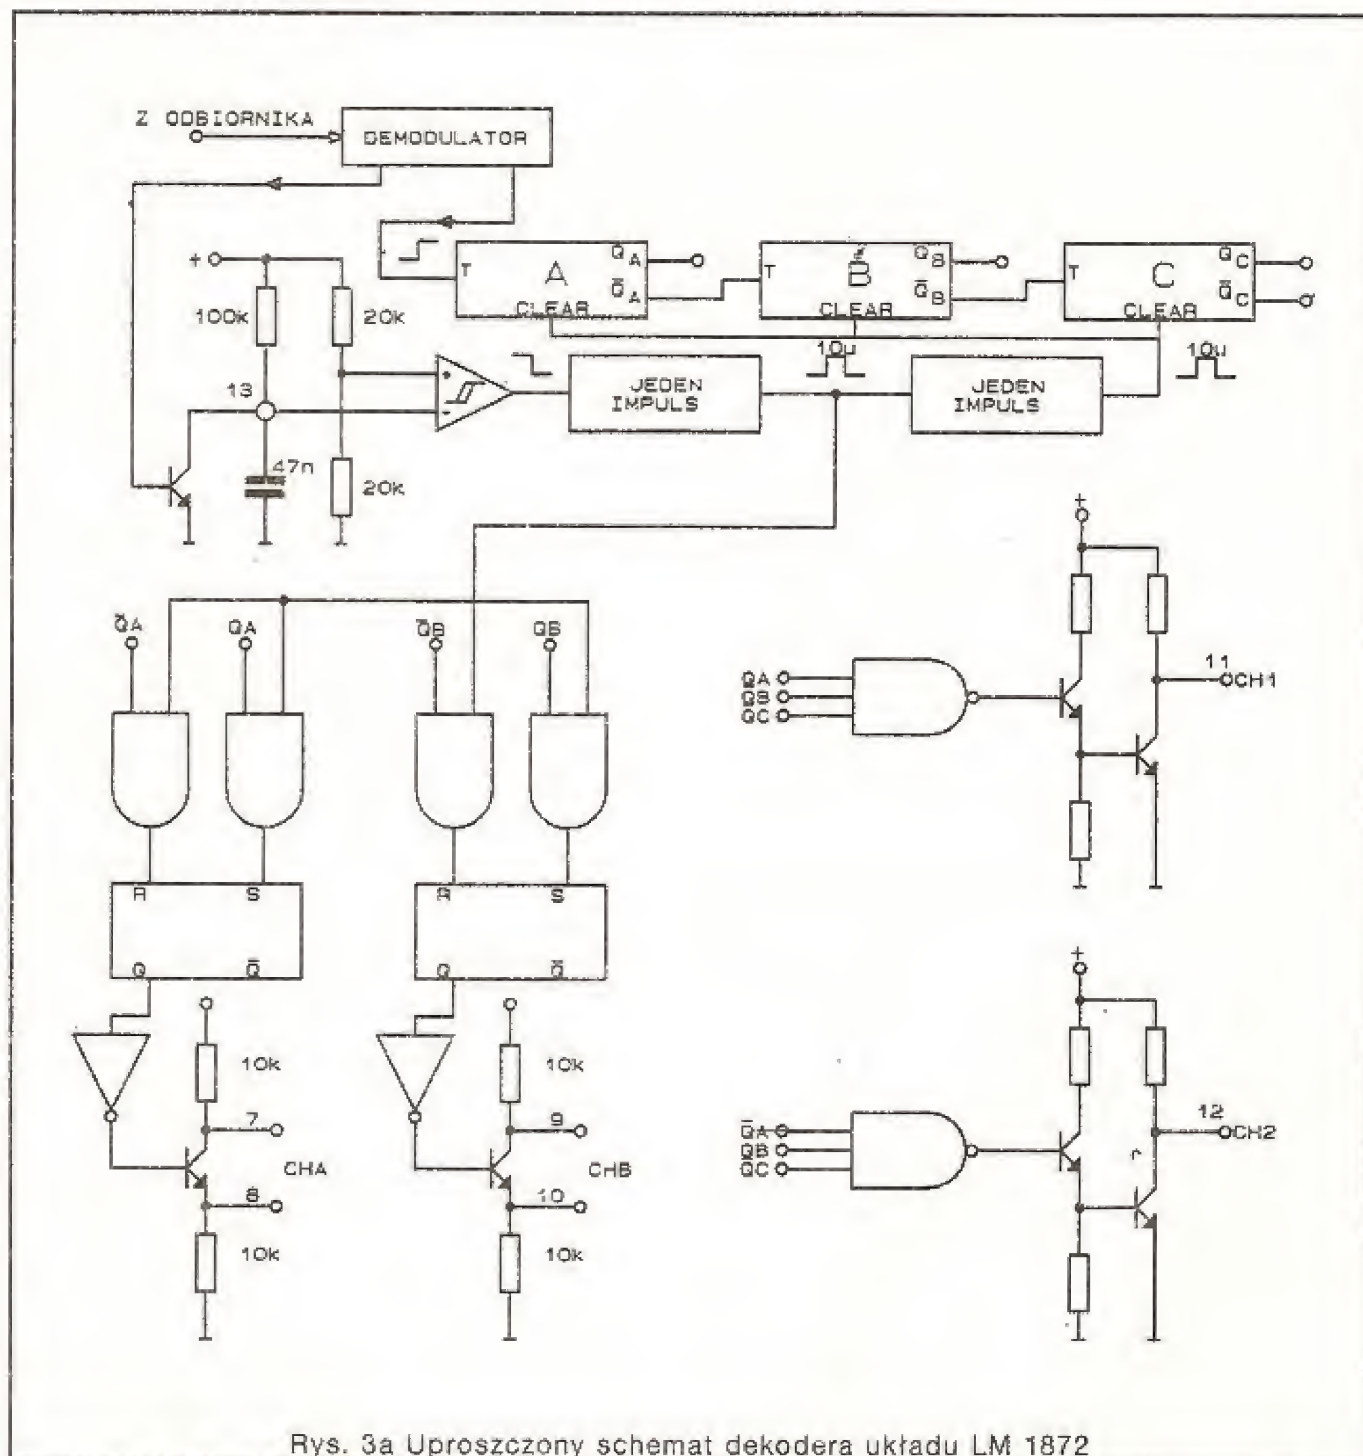 Z ODBIORNIKA
DEMODULATOR
+
T A QA Q̅A CLEAR
T B QB Q̅B CLEAR
T C QC Q̅C CLEAR
100k
20k
13
+
-
JEDEN IMPULS
10u
JEDEN IMPULS
10u
47n
20k
Q̅A
QA
Q̅B
QB
R S
Q Q̅
R S
Q Q̅
10k
7
CHA
8
10k
10k
9
CHB
10
10k
+
QA
QB
QC
11
CH1
+
Q̅A
QB
QC
12
CH2
Rys. 3a Uproszczony schemat dekodera układu LM 1872